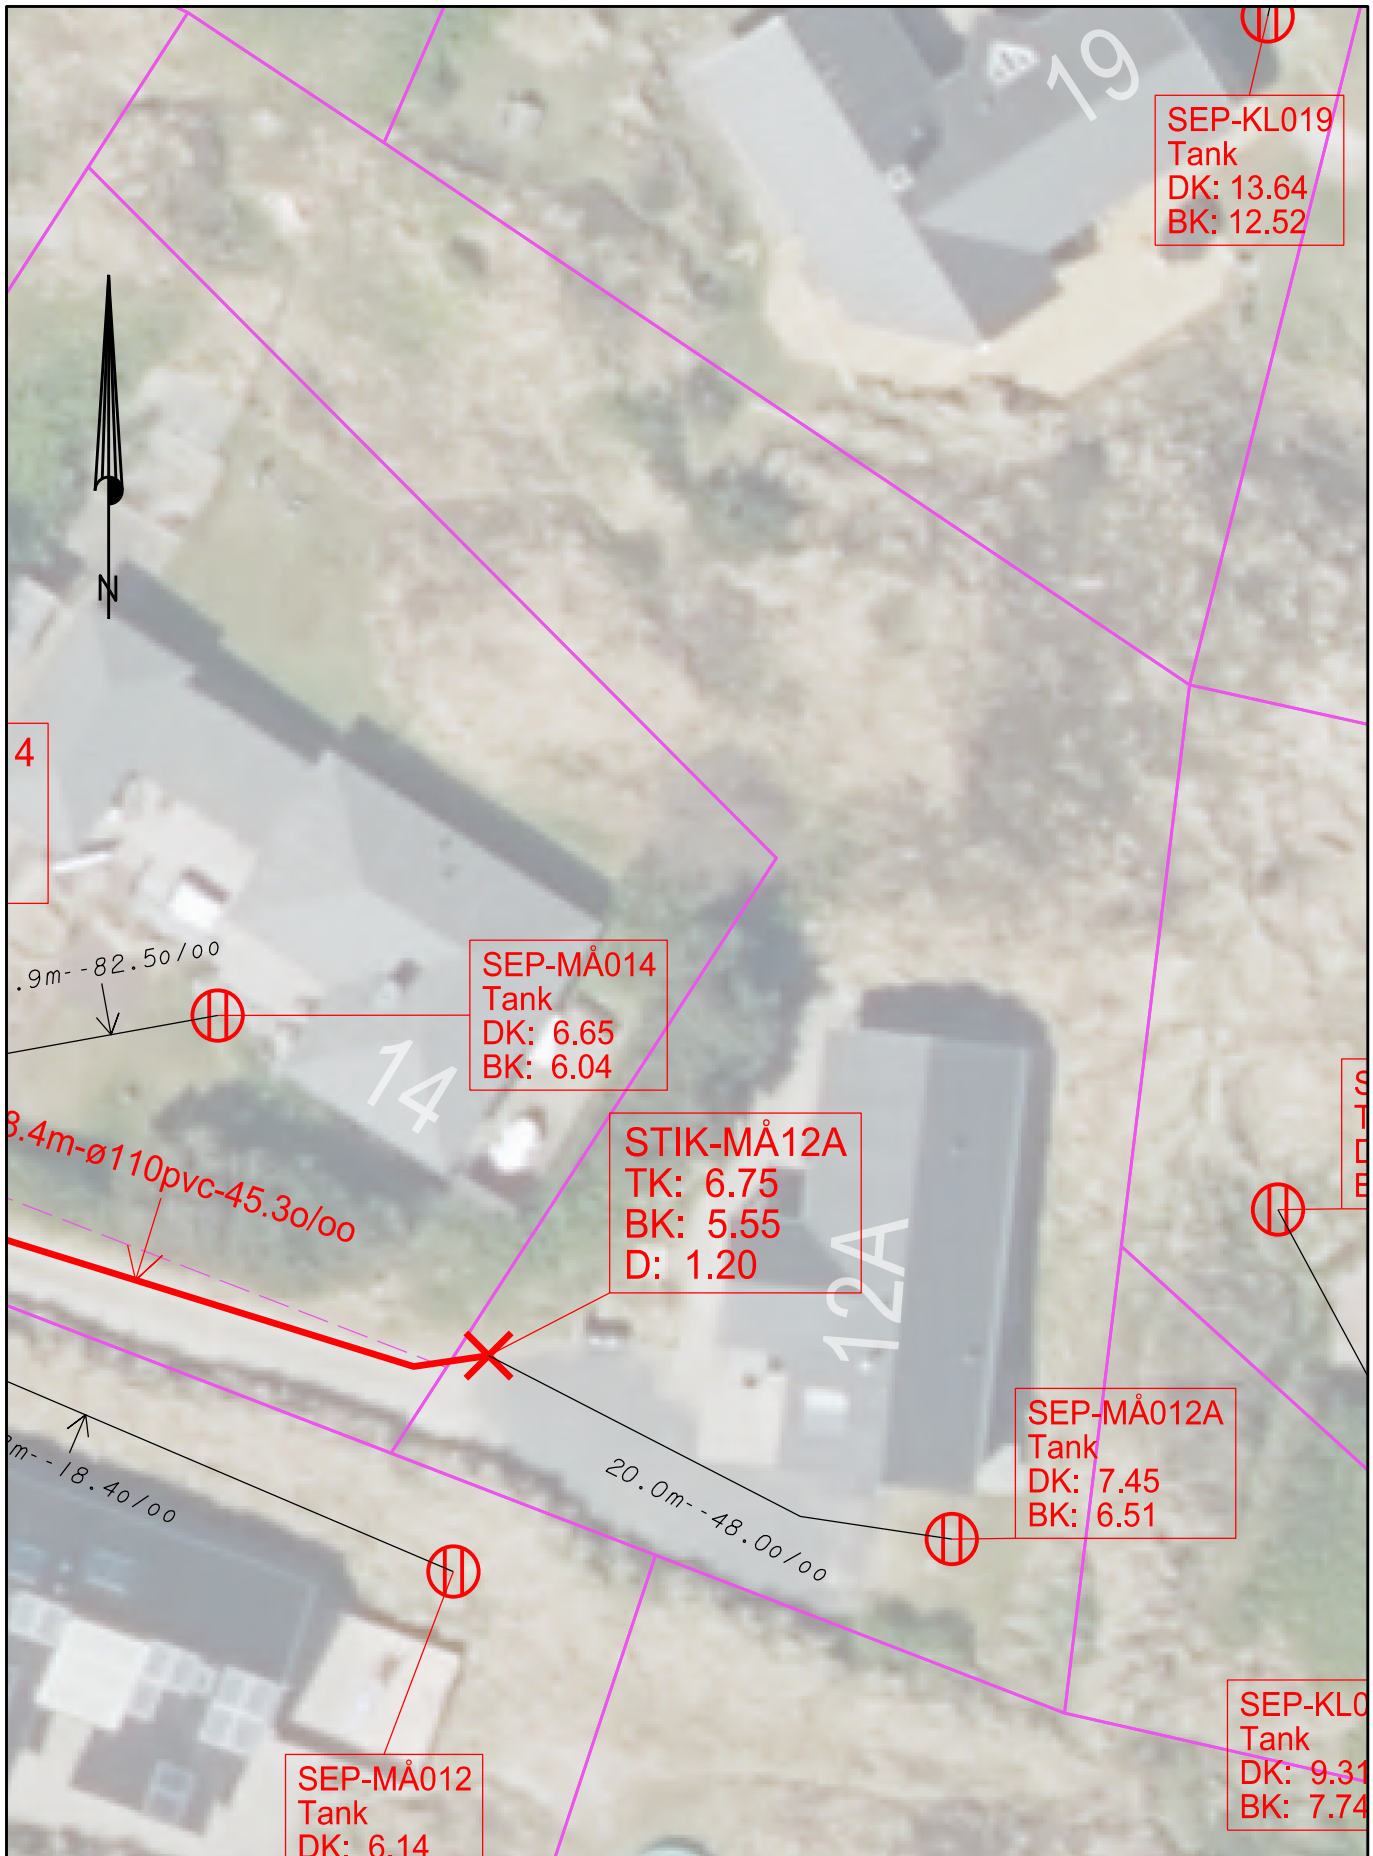 19
SEP-KL019
Tank
DK: 13.64
BK: 12.52
N
4
.9m--82.5o/oo
SEP-MÅ014
Tank
DK: 6.65
BK: 6.04
14
3.4m-ø110pvc-45.3o/oo
STIK-MÅ12A
TK: 6.75
BK: 5.55
D: 1.20
12A
SEP-MÅ012A
Tank
DK: 7.45
BK: 6.51
20.0m--48.0o/oo
m--18.4o/oo
SEP-MÅ012
Tank
DK: 6.14
SEP-KL0
Tank
DK: 9.31
BK: 7.74